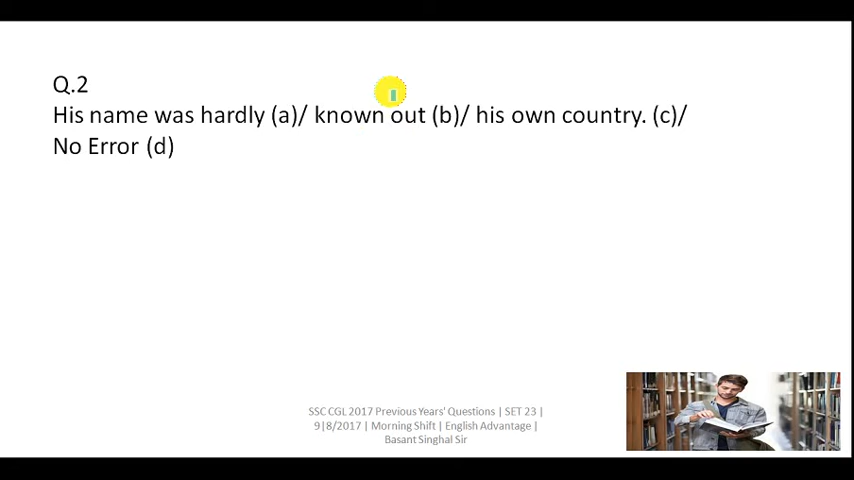 Q.2
His name was hardly (a)/ known out (b)/ his own country. (c)/
No Error (d)
SSC CGL 2017 Previous Years' Questions | SET 23 |
9|8/2017 | Morning Shift | English Advantage |
Basant Singhal Sir